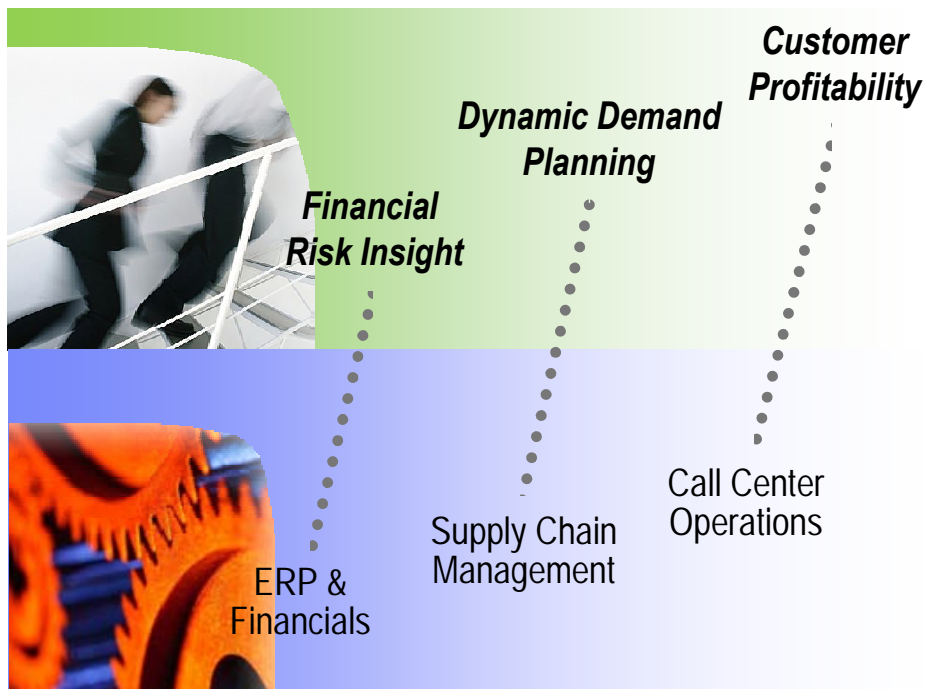 Customer
Profitability
Dynamic Demand
Planning
Financial
Risk Insight
Call Center
Operations
Supply Chain
Management
ERP &
Financials